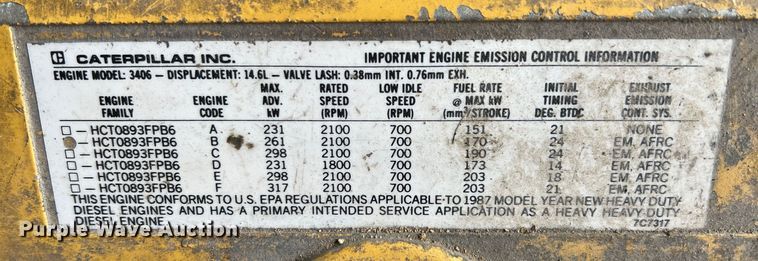 CATERPILLAR INC. IMPORTANT ENGINE EMISSION CONTROL INFORMATION
ENGINE MODEL: 3406 – DISPLACEMENT: 14.6L – VALVE LASH: 0.38mm INT. 0.76mm EXH.
MAX. RATED LOW IDLE FUEL RATE INITIAL EXHAUST
ENGINE ENGINE ADV. SPEED SPEED @ MAX kW TIMING EMISSION
FAMILY CODE kW (RPM) (RPM) (mm³/STROKE) DEG. BTDC CONT. SYS.
☐ – HCT0893FPB6 A 231 2100 700 151 21 NONE
☐ – HCT0893FPB6 B 261 2100 700 170 24 EM, AFRC
☐ – HCT0893FPB6 C 298 2100 700 190 24 EM, AFRC
☐ – HCT0893FPB6 D 231 1800 700 173 14 EM, AFRC
☐ – HCT0893FPB6 E 298 2100 700 203 18 EM, AFRC
☐ – HCT0893FPB6 F 317 2100 700 203 21 EM, AFRC
THIS ENGINE CONFORMS TO U.S. EPA REGULATIONS APPLICABLE TO 1987 MODEL YEAR NEW HEAVY DUTY
DIESEL ENGINES AND HAS A PRIMARY INTENDED SERVICE APPLICATION AS A HEAVY HEAVY DUTY
DIESEL ENGINE. 7C7317
Purple Wave Auction